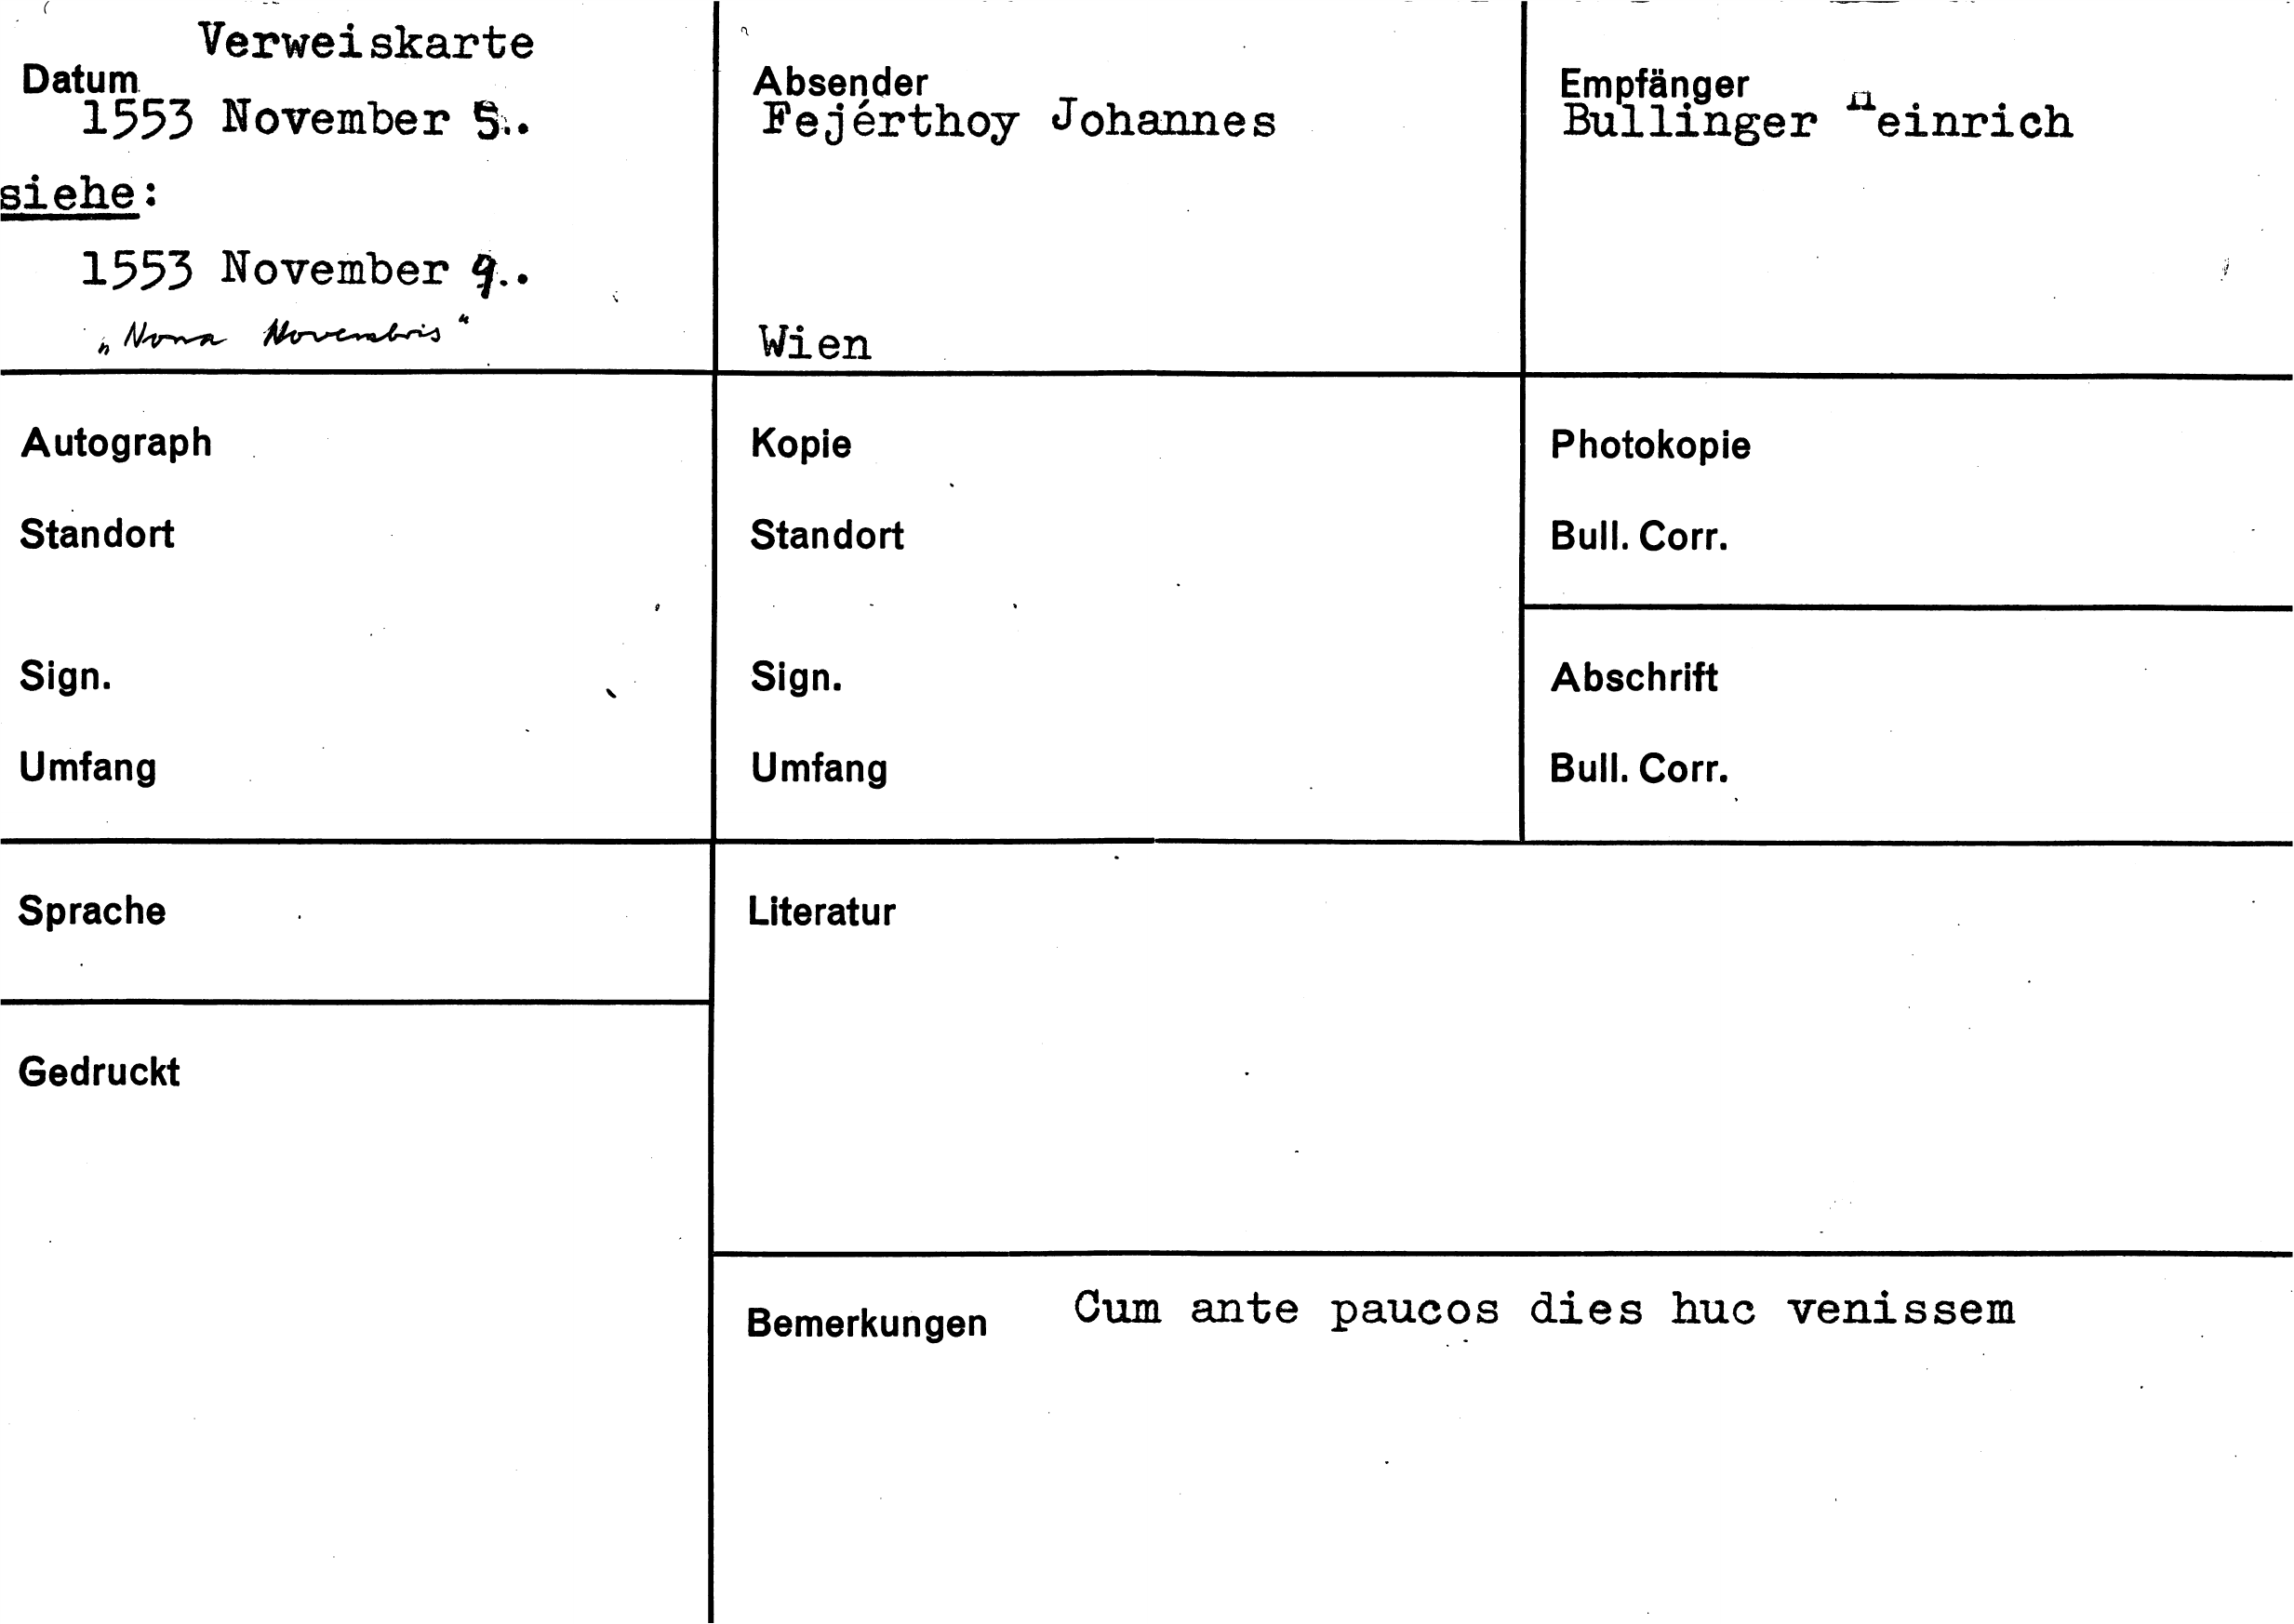 Verweiskarte
Datum
1553 November 5..
siehe:
1553 November 9..
„Nona Novembris“
Absender
Fejérthoy Johannes
Wien
Empfänger
Bullinger Heinrich
Autograph
Standort
Sign.
Umfang
Kopie
Standort
Sign.
Umfang
Photokopie
Bull. Corr.
Abschrift
Bull. Corr.
Sprache
Literatur
Gedruckt
Bemerkungen Cum ante paucos dies huc venissem